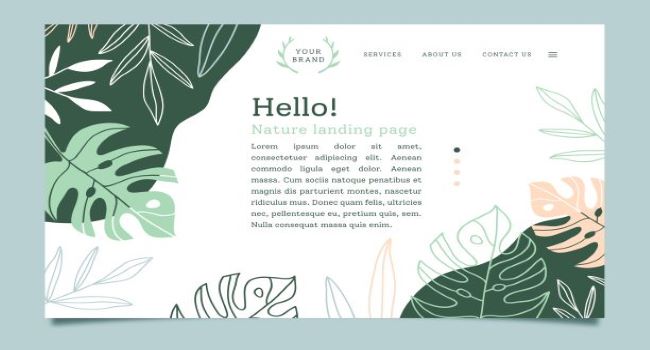 YOUR
BRAND
SERVICES
ABOUT US
CONTACT US
Hello!
Nature landing page
Lorem ipsum dolor sit amet,
consectetuer adipiscing elit. Aenean
commodo ligula eget dolor. Aenean
massa. Cum sociis natoque penatibus et
magnis dis parturient montes, nascetur
ridiculus mus. Donec quam felis, ultricies
nec, pellentesque eu, pretium quis, sem.
Nulla consequat massa quis enim.